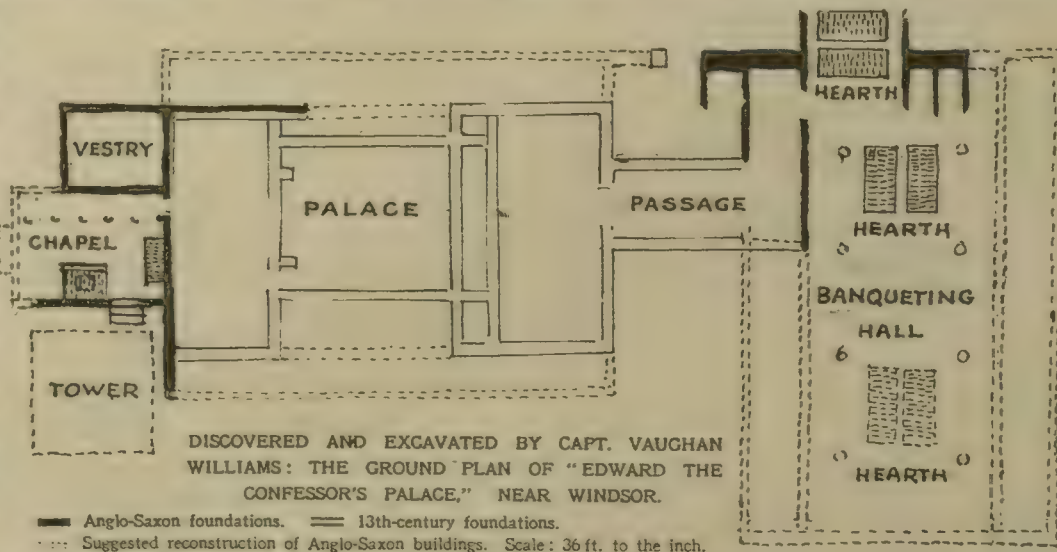 HEARTH
VESTRY
PALACE
PASSAGE
HEARTH
CHAPEL
BANQUETING
HALL
TOWER
HEARTH
DISCOVERED AND EXCAVATED BY CAPT. VAUGHAN
WILLIAMS: THE GROUND PLAN OF "EDWARD THE
CONFESSOR'S PALACE," NEAR WINDSOR.
Anglo-Saxon foundations. 13th-century foundations.
Suggested reconstruction of Anglo-Saxon buildings. Scale: 36 ft. to the inch.